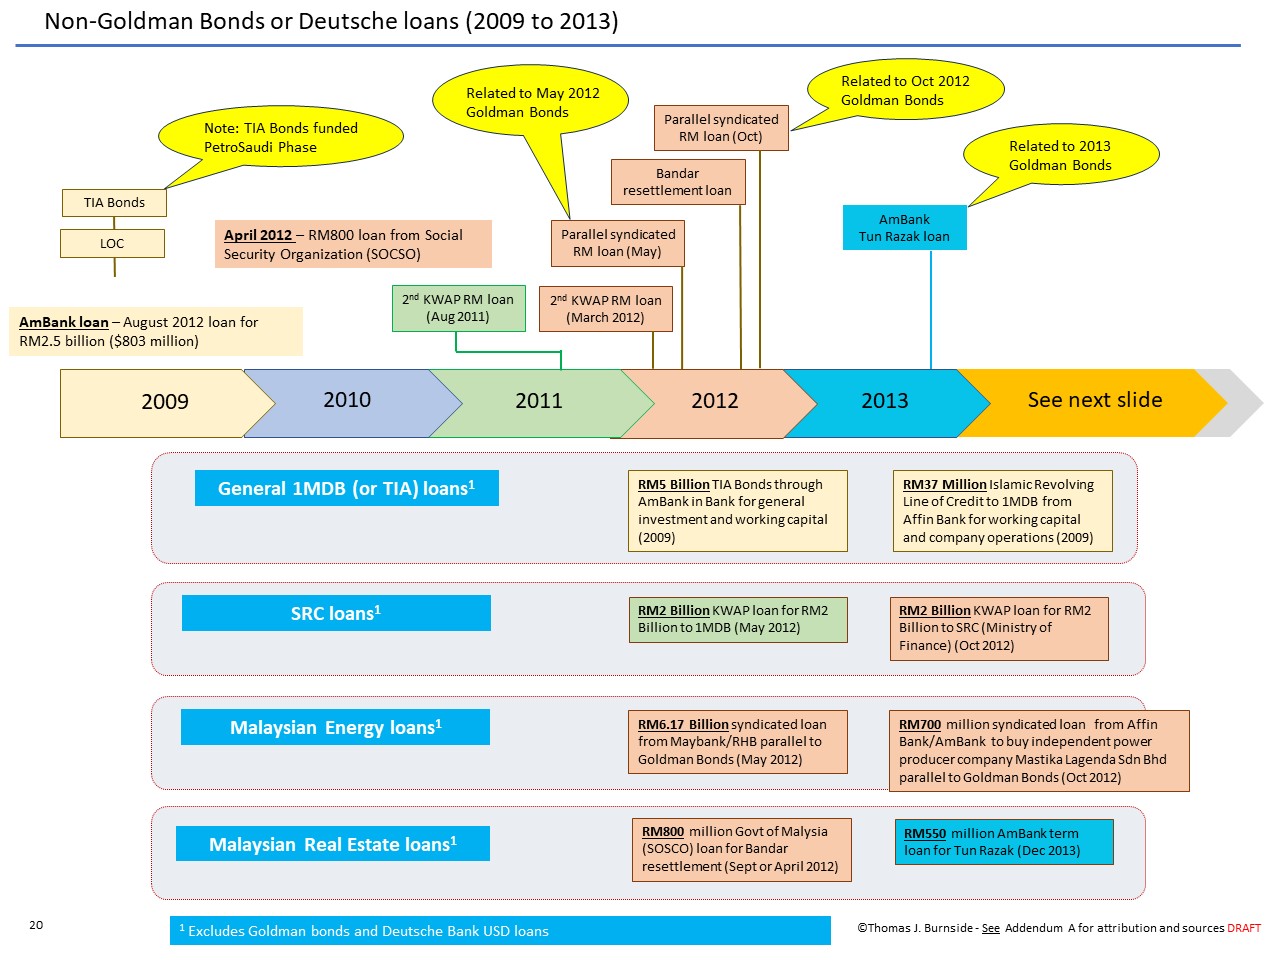 Non-Goldman Bonds or Deutsche loans (2009 to 2013)
Note: TIA Bonds funded
PetroSaudi Phase
Related to May 2012
Goldman Bonds
Related to Oct 2012
Goldman Bonds
Related to 2013
Goldman Bonds
TIA Bonds
LOC
April 2012 – RM800 loan from Social
Security Organization (SOCSO)
AmBank loan – August 2012 loan for
RM2.5 billion ($803 million)
2nd KWAP RM loan
(Aug 2011)
2nd KWAP RM loan
(March 2012)
Parallel syndicated
RM loan (May)
Bandar
resettlement loan
Parallel syndicated
RM loan (Oct)
AmBank
Tun Razak loan
2009
2010
2011
2012
2013
See next slide
General 1MDB (or TIA) loans1
RM5 Billion TIA Bonds through
AmBank in Bank for general
investment and working capital
(2009)
RM37 Million Islamic Revolving
Line of Credit to 1MDB from
Affin Bank for working capital
and company operations (2009)
SRC loans1
RM2 Billion KWAP loan for RM2
Billion to 1MDB (May 2012)
RM2 Billion KWAP loan for RM2
Billion to SRC (Ministry of
Finance) (Oct 2012)
Malaysian Energy loans1
RM6.17 Billion syndicated loan
from Maybank/RHB parallel to
Goldman Bonds (May 2012)
RM700 million syndicated loan from Affin
Bank/AmBank to buy independent power
producer company Mastika Lagenda Sdn Bhd
parallel to Goldman Bonds (Oct 2012)
Malaysian Real Estate loans1
RM800 million Govt of Malysia
(SOSCO) loan for Bandar
resettlement (Sept or April 2012)
RM550 million AmBank term
loan for Tun Razak (Dec 2013)
20
1 Excludes Goldman bonds and Deutsche Bank USD loans
©Thomas J. Burnside - See Addendum A for attribution and sources DRAFT